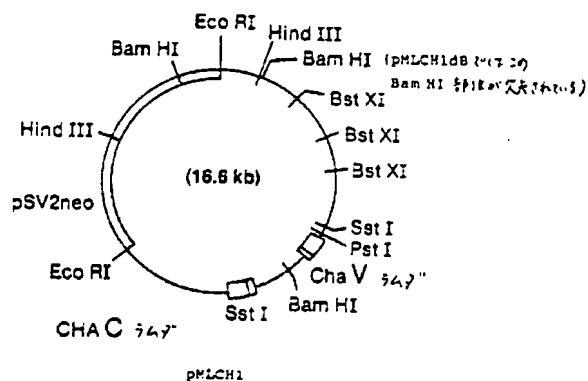 Eco RI
Hind III
Bam HI
Bam HI (pMLCH1dBではこの
Bam HI 部位が欠失されている)
Bst XI
Hind III
Bst XI
(16.6 kb)
Bst XI
pSV2neo
Sst I
Pst I
Eco RI
Cha V ラムダ
Sst I
Bam HI
CHA C ラムダ
pMLCH1